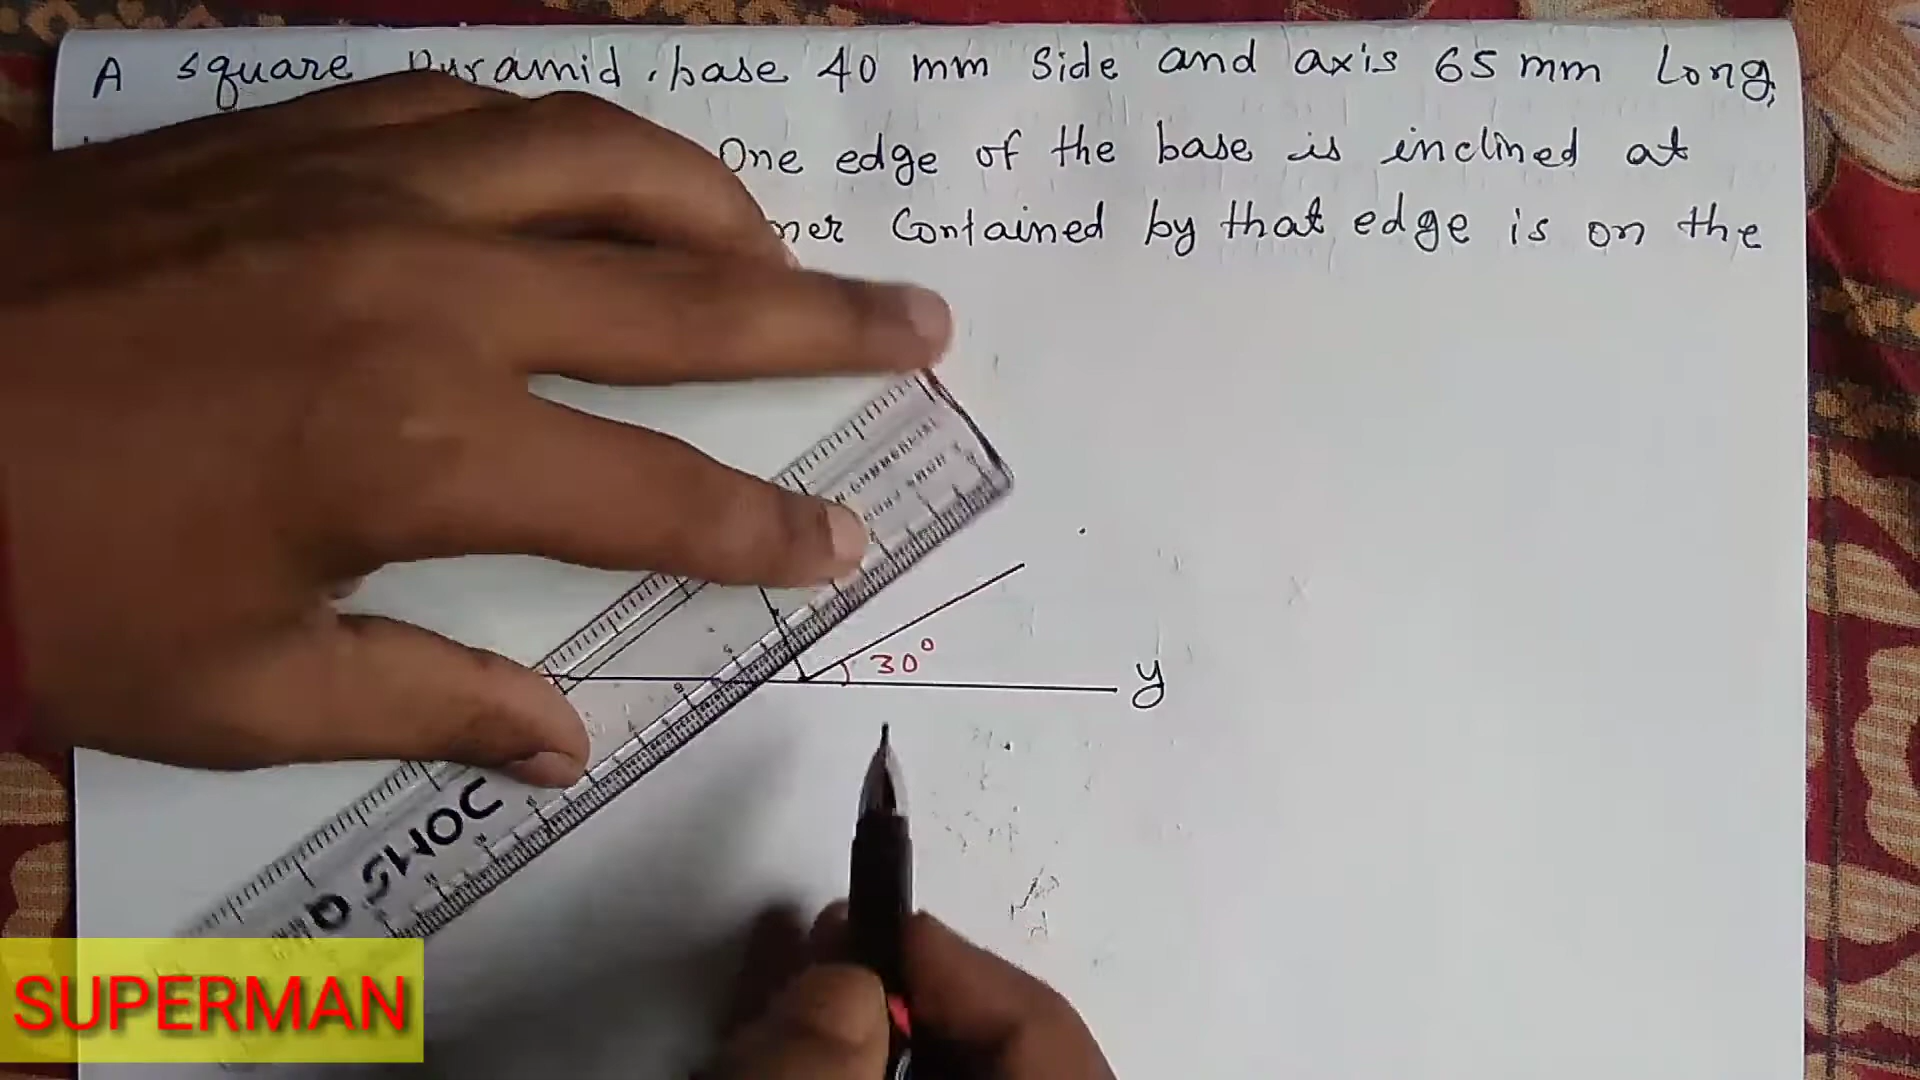 A square pyramid, base 40 mm side and axis 65 mm long,
One edge of the base is inclined at
contained by that edge is on the
30°
y
DOMS
SUPERMAN